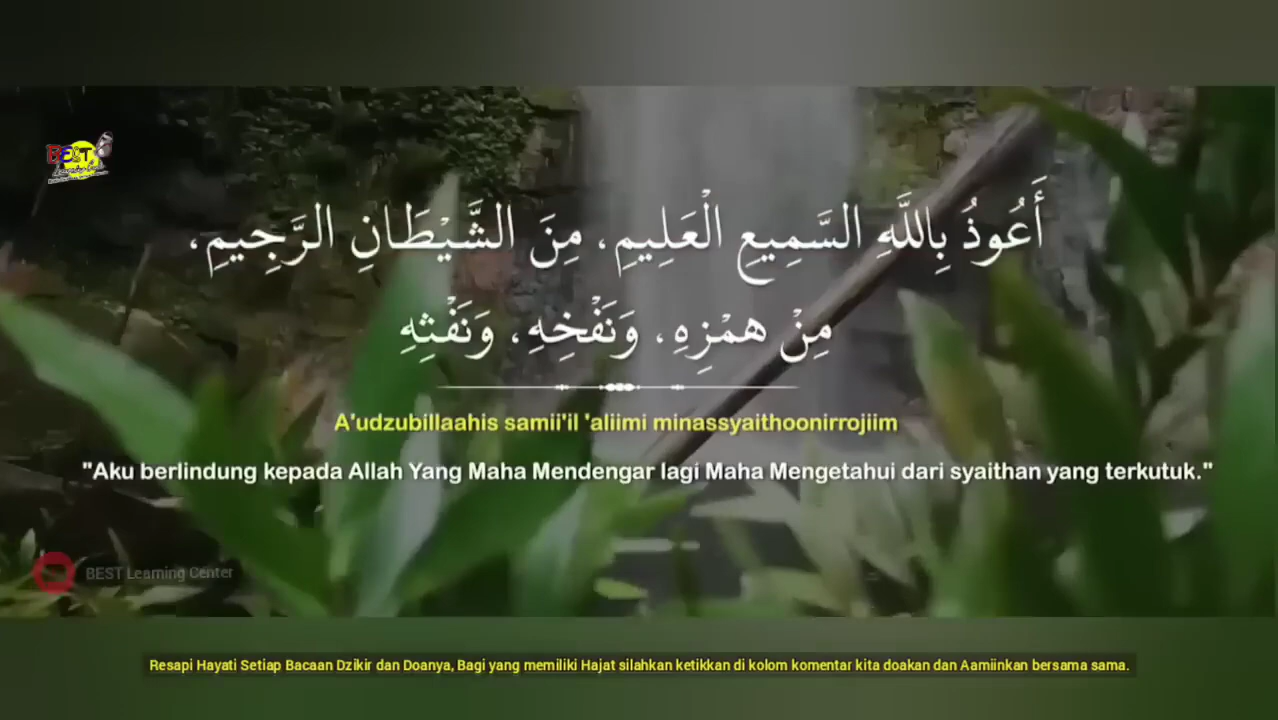 BEST
أَعُوذُ بِاللَّهِ السَّمِيعِ الْعَلِيمِ، مِنَ الشَّيْطَانِ الرَّجِيمِ،
مِنْ هَمْزِهِ، وَنَفْخِهِ، وَنَفْثِهِ
A'udzubillaahis samii'il 'aliimi minassyaithoonirrojiim
"Aku berlindung kepada Allah Yang Maha Mendengar lagi Maha Mengetahui dari syaithan yang terkutuk."
BEST Learning Center
Resapi Hayati Setiap Bacaan Dzikir dan Doanya, Bagi yang memiliki Hajat silahkan ketikkan di kolom komentar kita doakan dan Aamiinkan bersama sama.